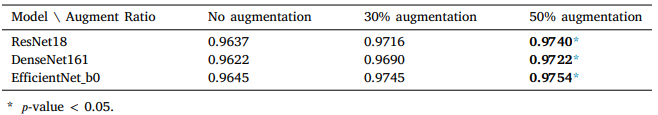 Model \ Augment Ratio No augmentation 30% augmentation 50% augmentation
ResNet18 0.9637 0.9716 0.9740*
DenseNet161 0.9622 0.9690 0.9722*
EfficientNet_b0 0.9645 0.9745 0.9754*
* p-value < 0.05.